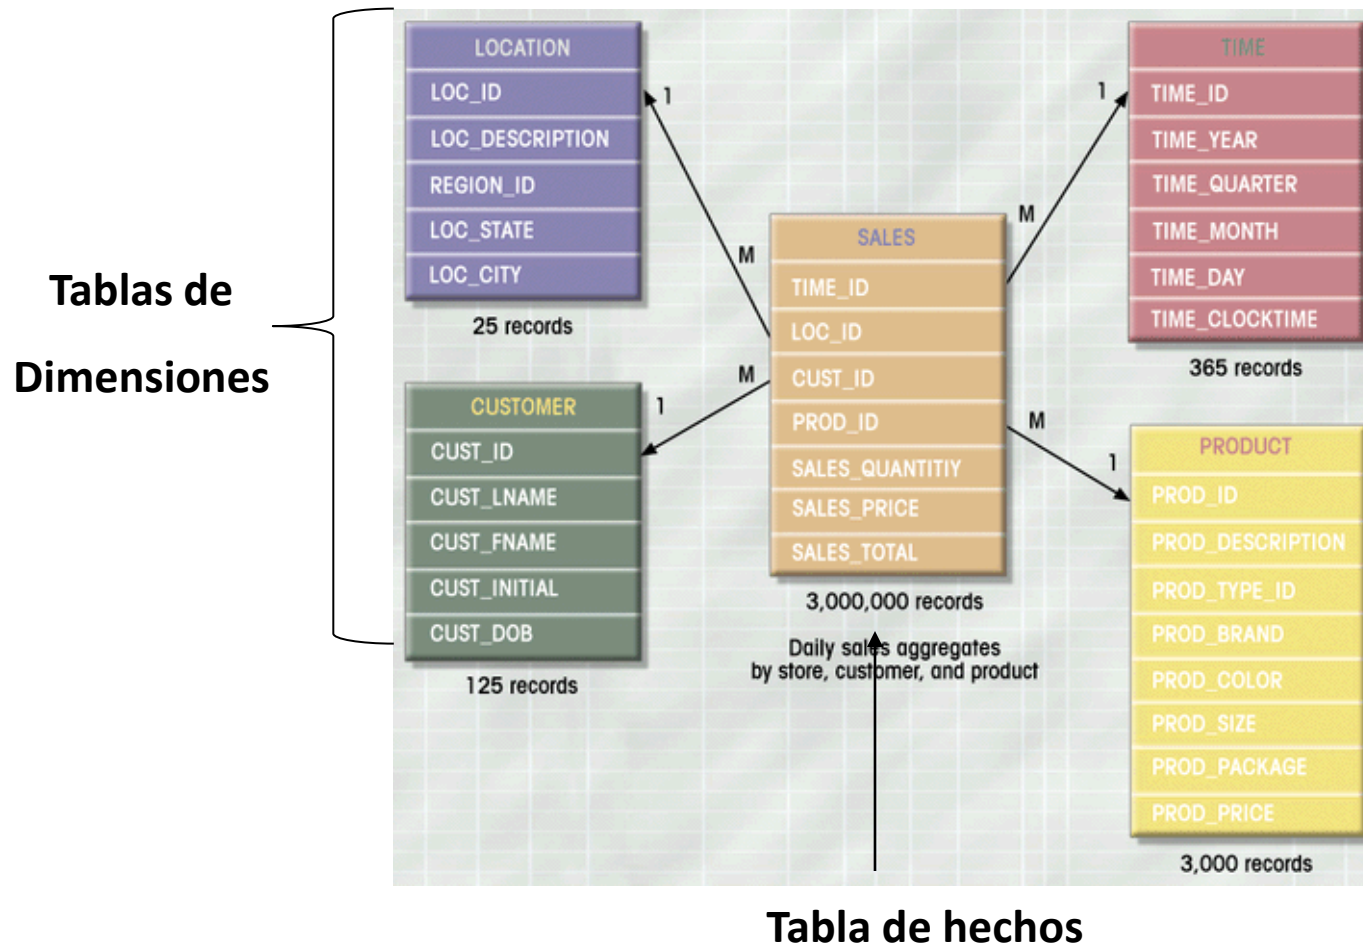 Tablas de
Dimensiones
LOCATION
LOC_ID
LOC_DESCRIPTION
REGION_ID
LOC_STATE
LOC_CITY
25 records
1
M
CUSTOMER
CUST_ID
CUST_LNAME
CUST_FNAME
CUST_INITIAL
CUST_DOB
125 records
1
M
SALES
TIME_ID
LOC_ID
CUST_ID
PROD_ID
SALES_QUANTITIY
SALES_PRICE
SALES_TOTAL
3,000,000 records
Daily sales aggregates
by store, customer, and product
1
M
TIME
TIME_ID
TIME_YEAR
TIME_QUARTER
TIME_MONTH
TIME_DAY
TIME_CLOCKTIME
365 records
M
1
PRODUCT
PROD_ID
PROD_DESCRIPTION
PROD_TYPE_ID
PROD_BRAND
PROD_COLOR
PROD_SIZE
PROD_PACKAGE
PROD_PRICE
3,000 records
Tabla de hechos